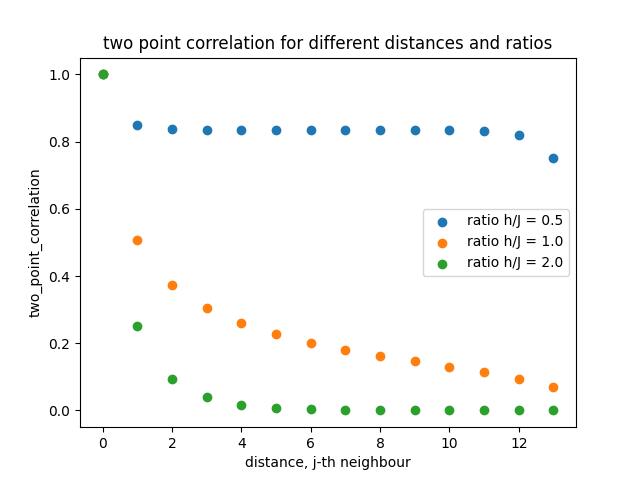 two point correlation for different distances and ratios
1.0
0.8
0.6
0.4
0.2
0.0
two_point_correlation
ratio h/J = 0.5
ratio h/J = 1.0
ratio h/J = 2.0
0 2 4 6 8 10 12
distance, j-th neighbour